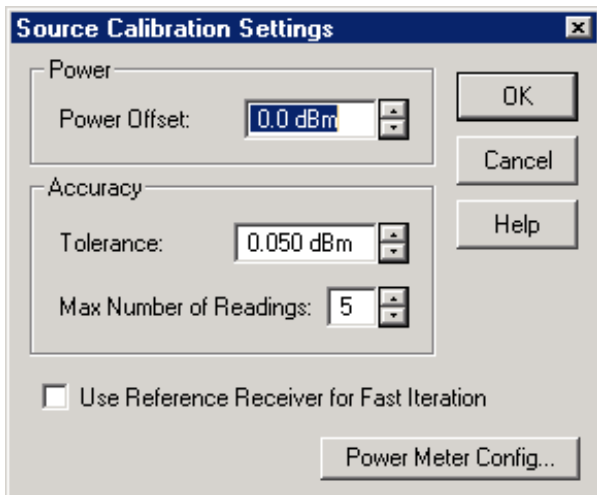 Source Calibration Settings
Power
Power Offset: 0.0 dBm
OK
Cancel
Accuracy
Help
Tolerance: 0.050 dBm
Max Number of Readings: 5
Use Reference Receiver for Fast Iteration
Power Meter Config...